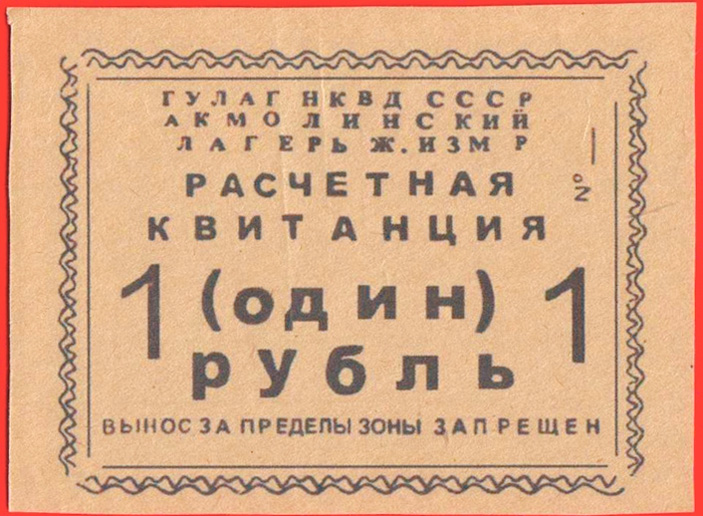 ГУЛАГ НКВД СССР
АКМОЛИНСКИЙ
ЛАГЕРЬ Ж.ИЗМ Р
РАСЧЕТНАЯ
КВИТАНЦИЯ
№ —
1 (один) 1
рубль
ВЫНОС ЗА ПРЕДЕЛЫ ЗОНЫ ЗАПРЕЩЕН